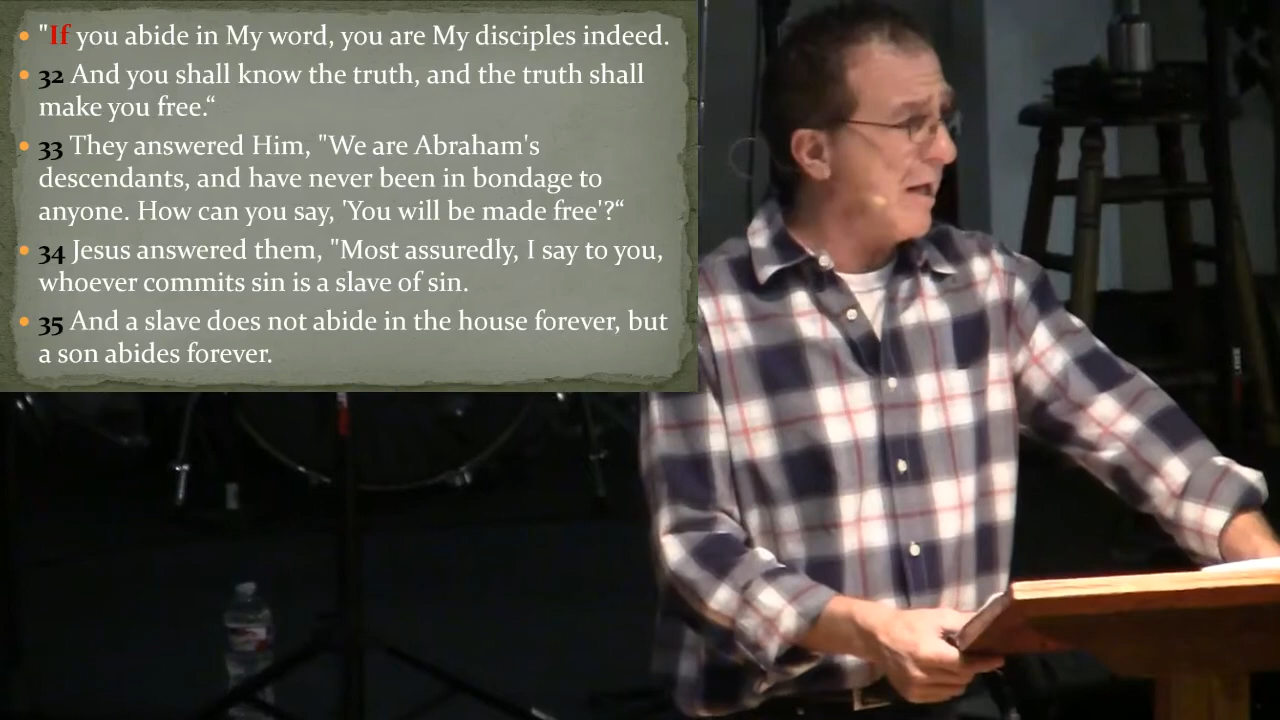 • "If you abide in My word, you are My disciples indeed.
• 32 And you shall know the truth, and the truth shall
make you free.“
• 33 They answered Him, "We are Abraham's
descendants, and have never been in bondage to
anyone. How can you say, 'You will be made free'?“
• 34 Jesus answered them, "Most assuredly, I say to you,
whoever commits sin is a slave of sin.
• 35 And a slave does not abide in the house forever, but
a son abides forever.